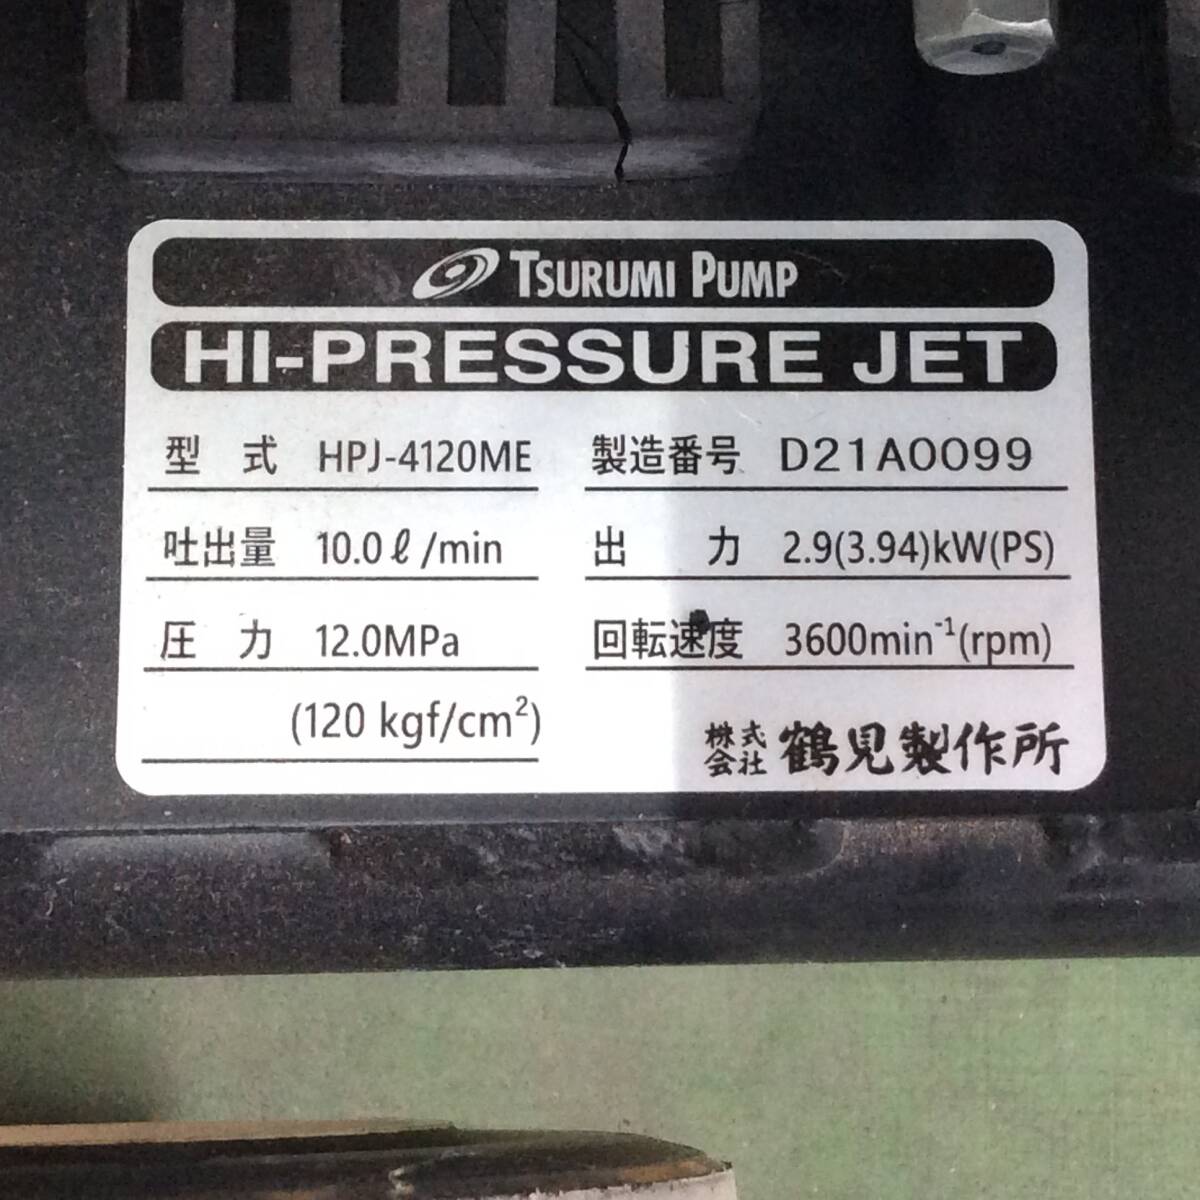 TSURUMI PUMP
HI-PRESSURE JET
型 式 HPJ-4120ME 製造番号 D21A0099
吐出量 10.0ℓ/min 出 力 2.9(3.94)kW(PS)
圧 力 12.0MPa 回転速度 3600min⁻¹(rpm)
(120 kgf/cm²)
株式会社 鶴見製作所